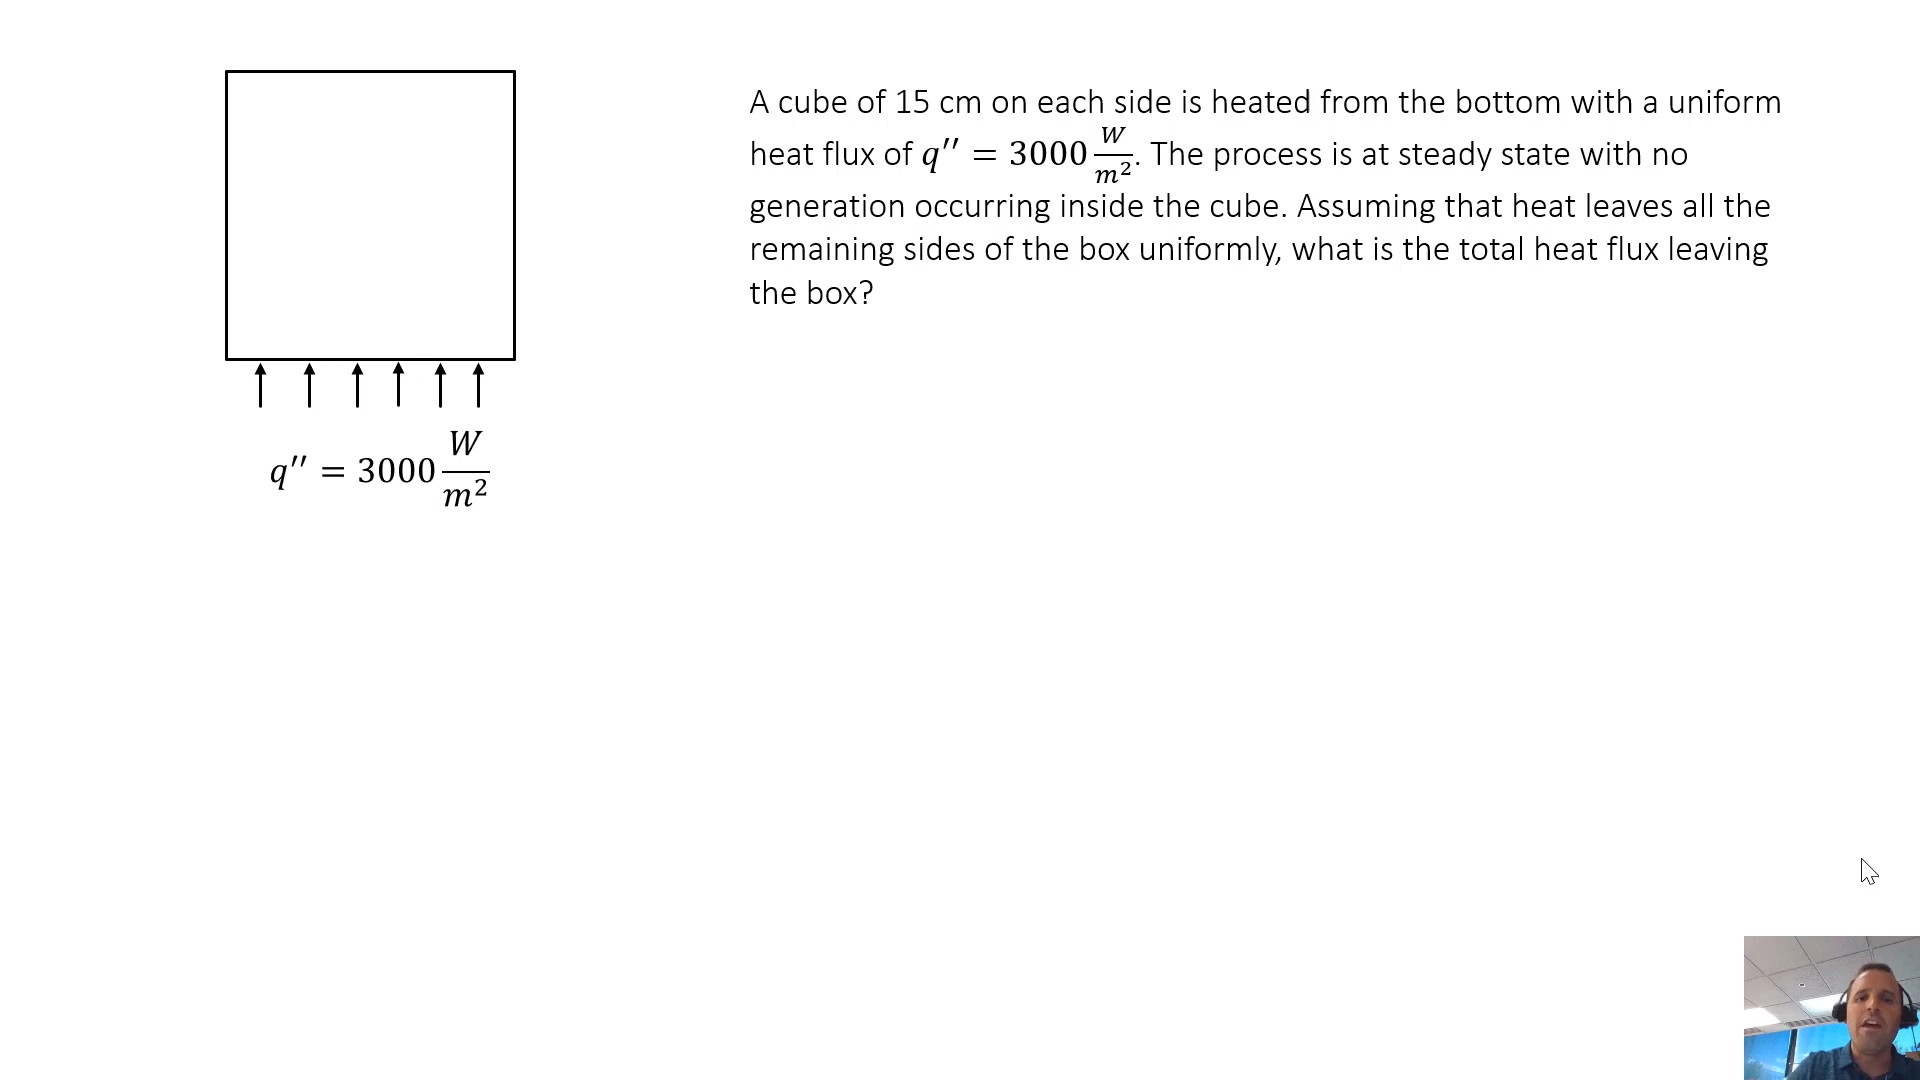 A cube of 15 cm on each side is heated from the bottom with a uniform
heat flux of q′′ = 3000 W/m². The process is at steady state with no
generation occurring inside the cube. Assuming that heat leaves all the
remaining sides of the box uniformly, what is the total heat flux leaving
the box?
q′′ = 3000 W/m²